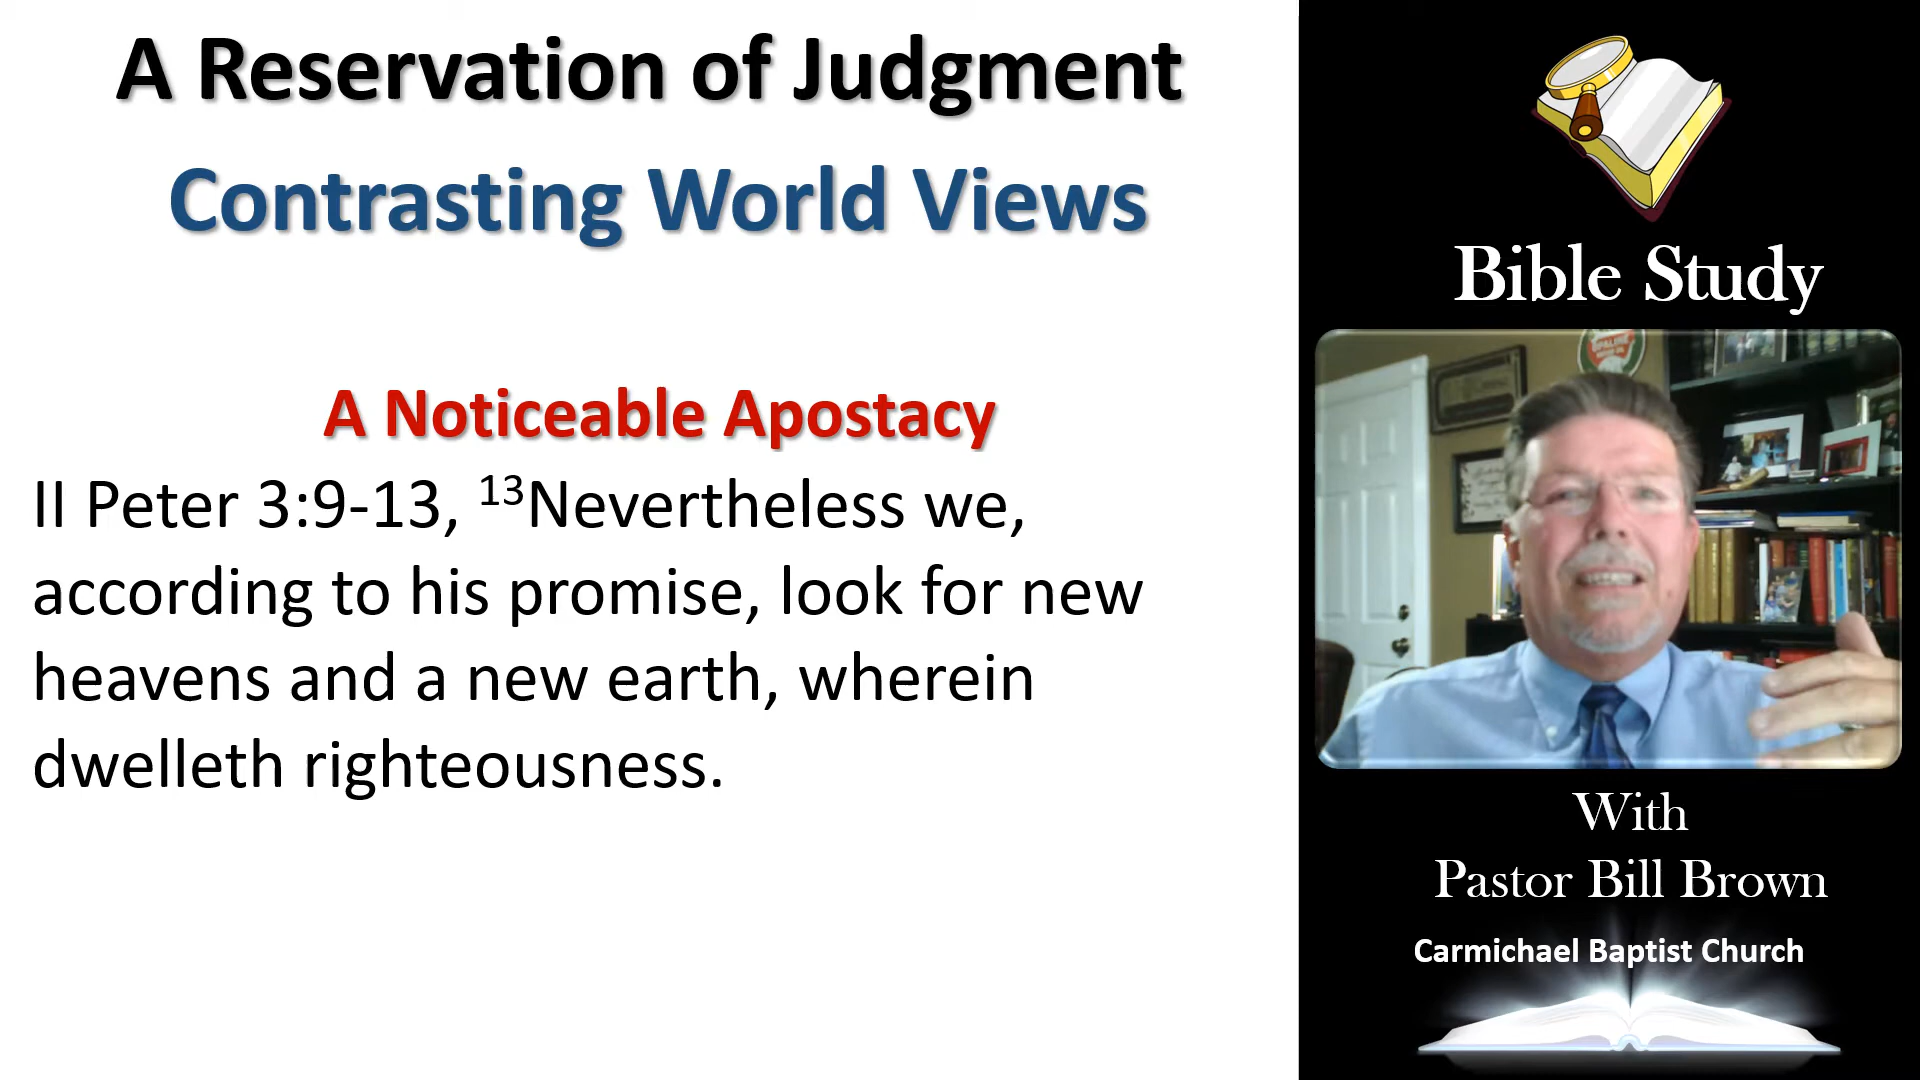 A Reservation of Judgment
Contrasting World Views
A Noticeable Apostacy
II Peter 3:9-13, ¹³Nevertheless we,
according to his promise, look for new
heavens and a new earth, wherein
dwelleth righteousness.
Bible Study
With
Pastor Bill Brown
Carmichael Baptist Church